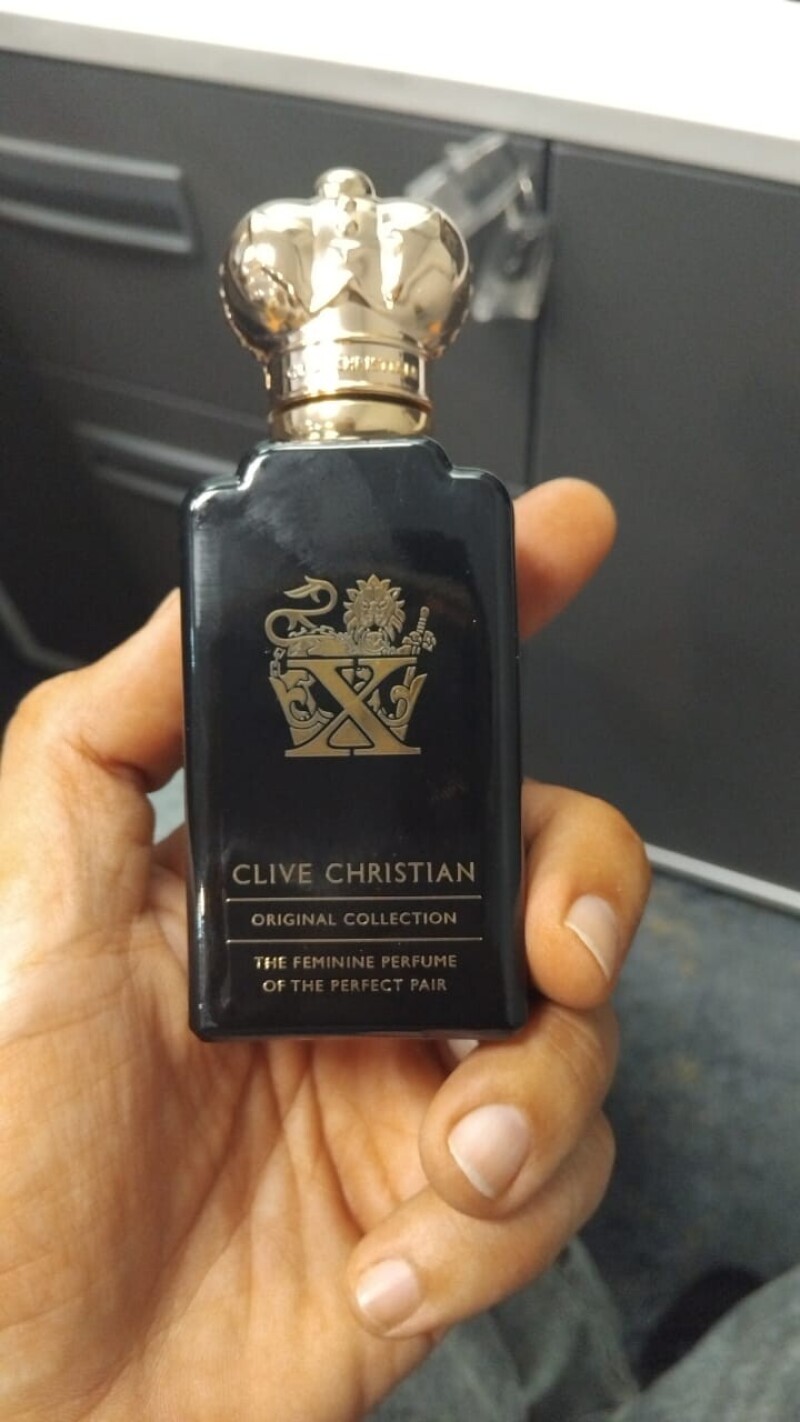 X
CLIVE CHRISTIAN
ORIGINAL COLLECTION
THE FEMININE PERFUME
OF THE PERFECT PAIR